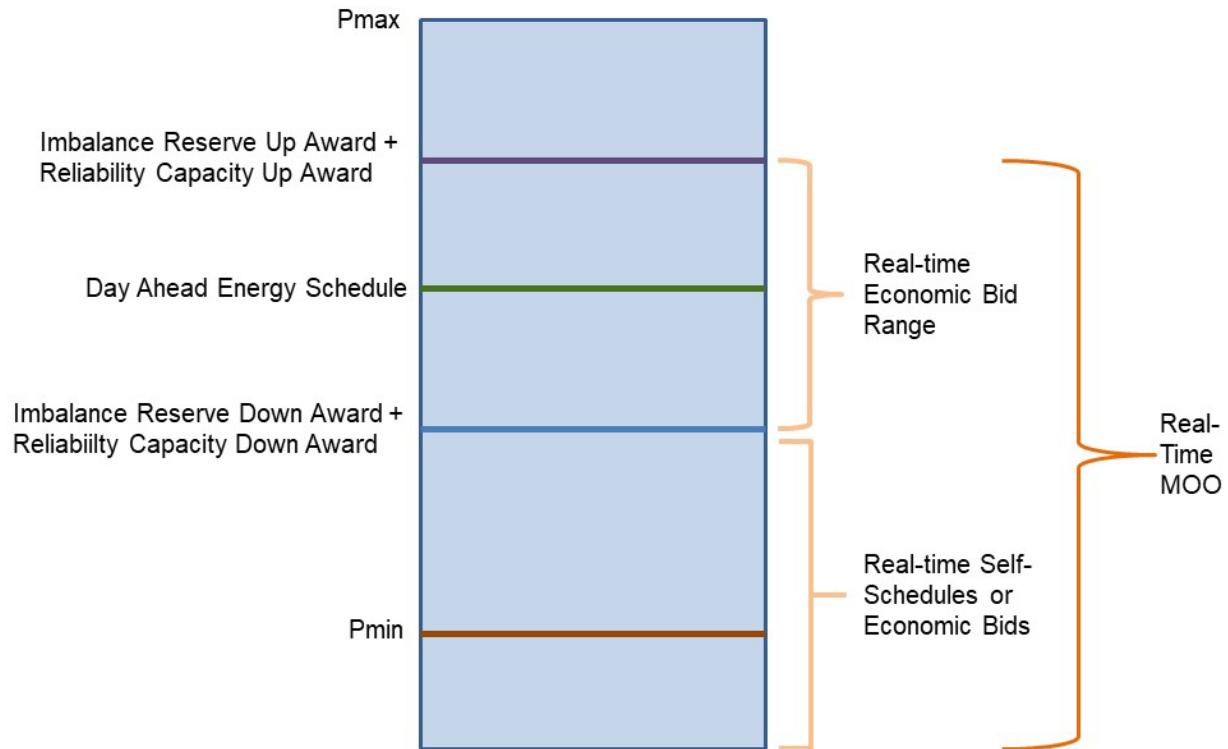 Pmax
Imbalance Reserve Up Award +
Reliability Capacity Up Award
Day Ahead Energy Schedule
Imbalance Reserve Down Award +
Reliabiilty Capacity Down Award
Pmin
Real-time
Economic Bid
Range
Real-time Self-
Schedules or
Economic Bids
Real-
Time
MOO